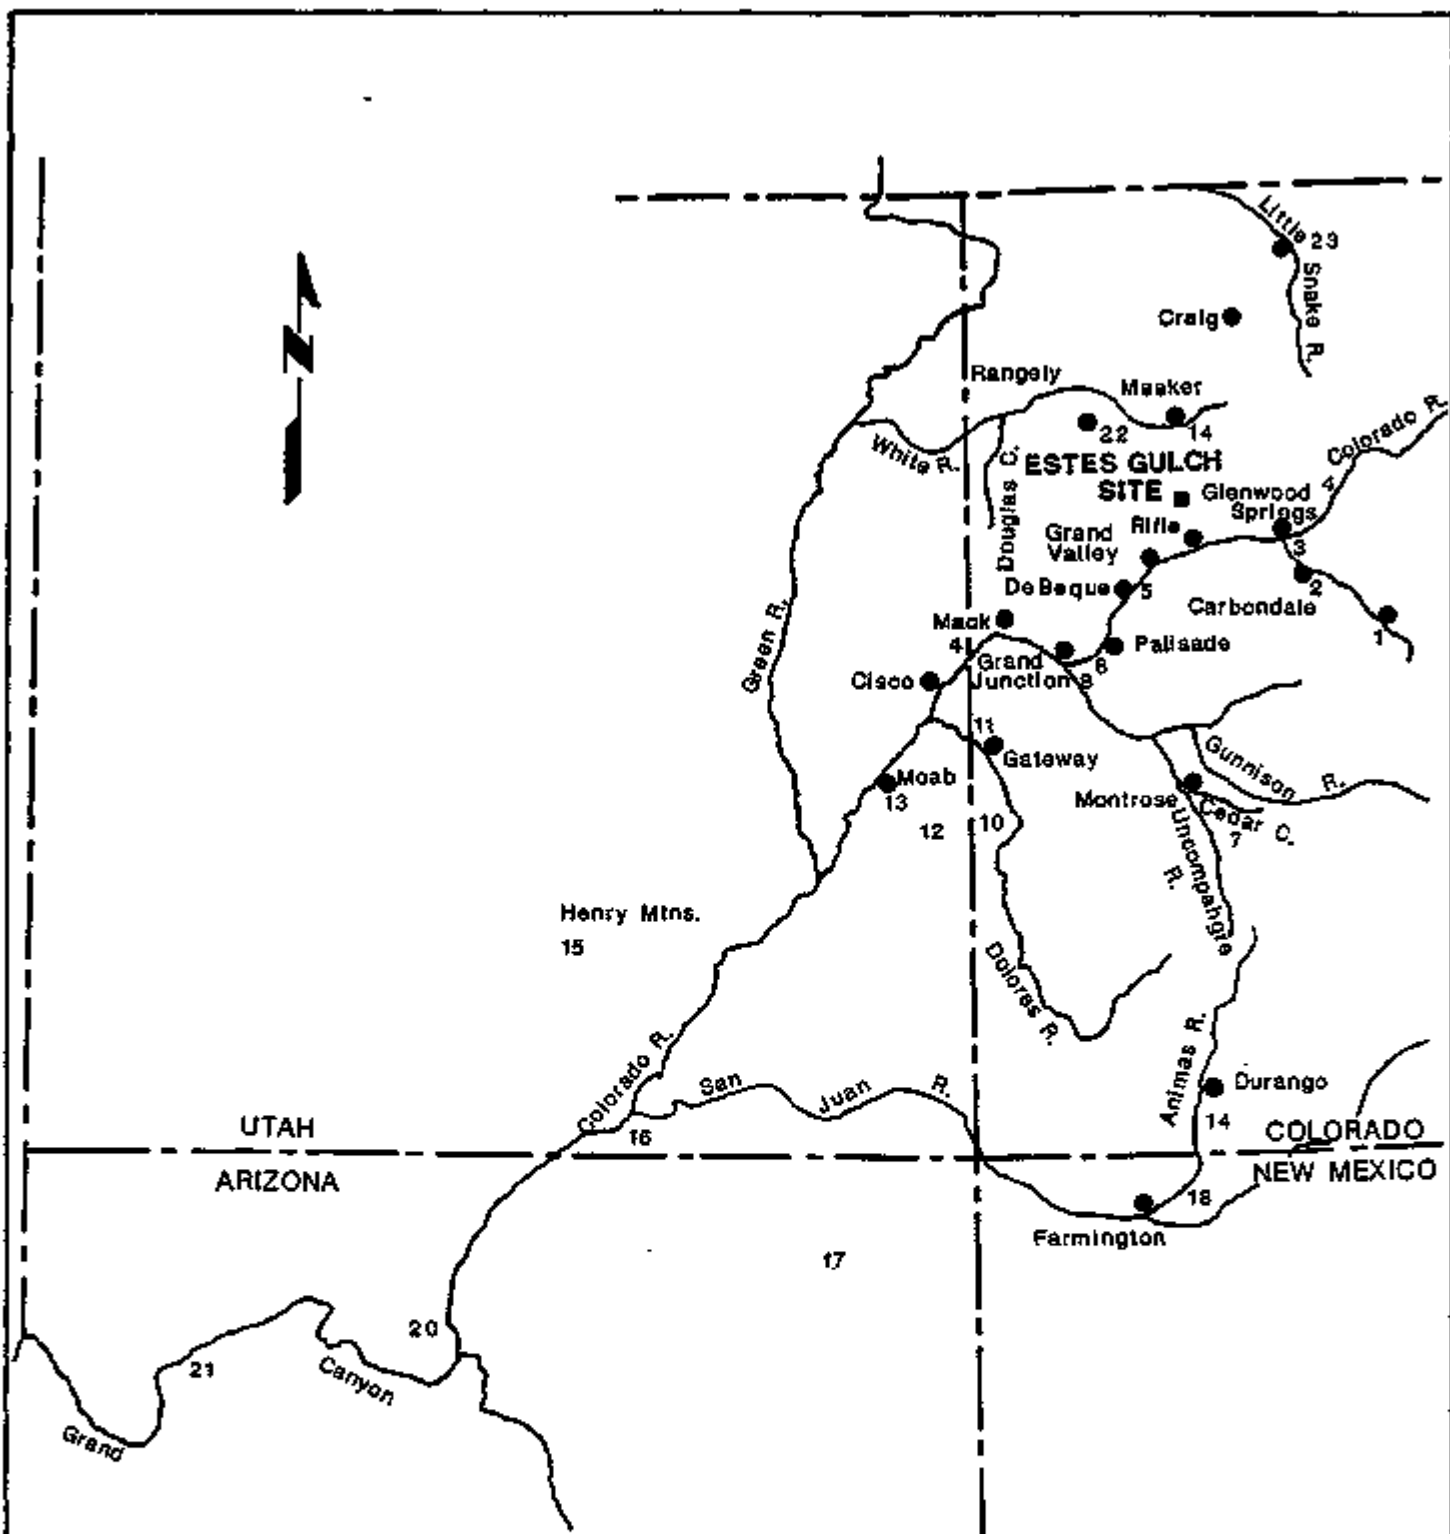 Little
23
Snake R.
Craig
N
Rangely
Meeker
22
14
Colorado R.
White R.
Douglas C.
ESTES GULCH
SITE
4
Glenwood
Springs
Rifle
Grand
Valley
3
De Beque
5
2
Carbondale
1
Green R.
Mack
4
Grand
Junction
8
6
Palisade
Cisco
11
Gateway
Gunnison R.
Moab
13
12
10
Montrose
Cedar C.
7
Uncompahgre
R.
Henry Mtns.
15
Dolores R.
Colorado R.
San Juan R.
Animas R.
Durango
14
16
UTAH
COLORADO
ARIZONA
NEW MEXICO
18
Farmington
17
20
21
Grand Canyon